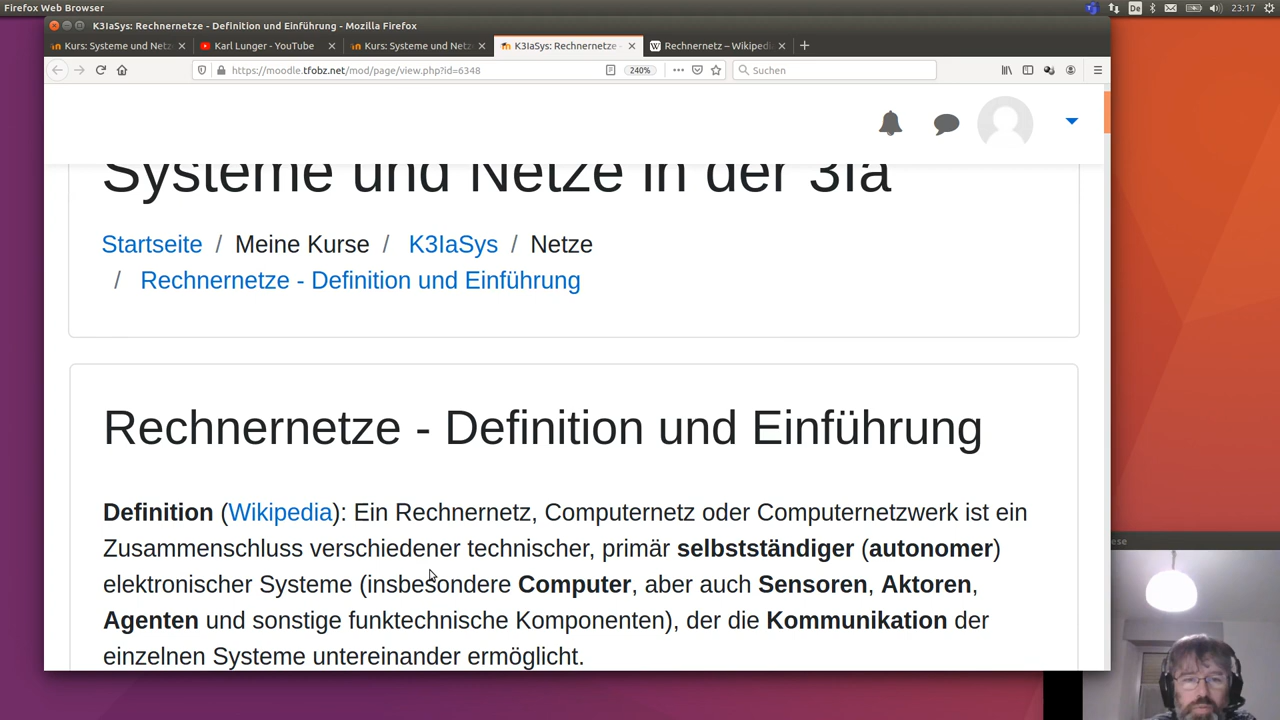 Firefox Web Browser
De
23:17
K3IaSys: Rechnernetze - Definition und Einführung - Mozilla Firefox
Kurs: Systeme und Netz
Karl Lunger - YouTube
Kurs: Systeme und Netz
K3IaSys: Rechnernetze -
Rechnernetz – Wikipedi
https://moodle.tfobz.net/mod/page/view.php?id=6348
240%
Suchen
Systeme und Netze in der 3Ia
Startseite / Meine Kurse / K3IaSys / Netze
/ Rechnernetze - Definition und Einführung
Rechnernetze - Definition und Einführung
Definition (Wikipedia): Ein Rechnernetz, Computernetz oder Computernetzwerk ist ein
Zusammenschluss verschiedener technischer, primär selbstständiger (autonomer)
elektronischer Systeme (insbesondere Computer, aber auch Sensoren, Aktoren,
Agenten und sonstige funktechnische Komponenten), der die Kommunikation der
einzelnen Systeme untereinander ermöglicht.
ese